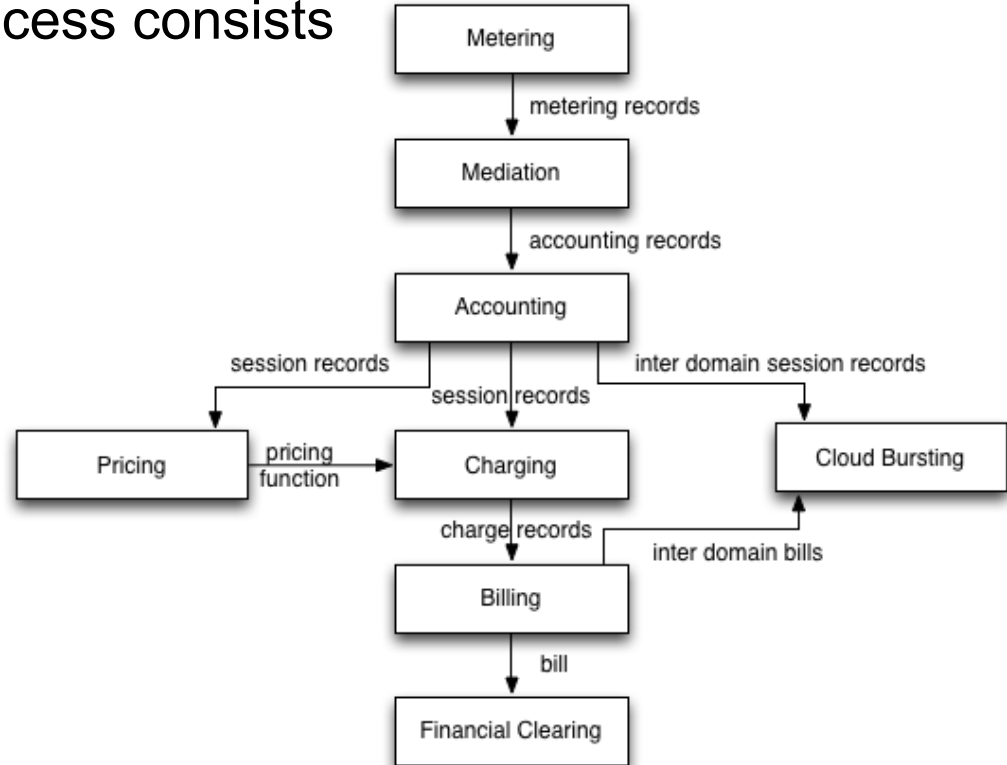 cess consists
Metering
metering records
Mediation
accounting records
Accounting
session records
inter domain session records
session records
Pricing
pricing
function
Charging
Cloud Bursting
charge records
inter domain bills
Billing
bill
Financial Clearing